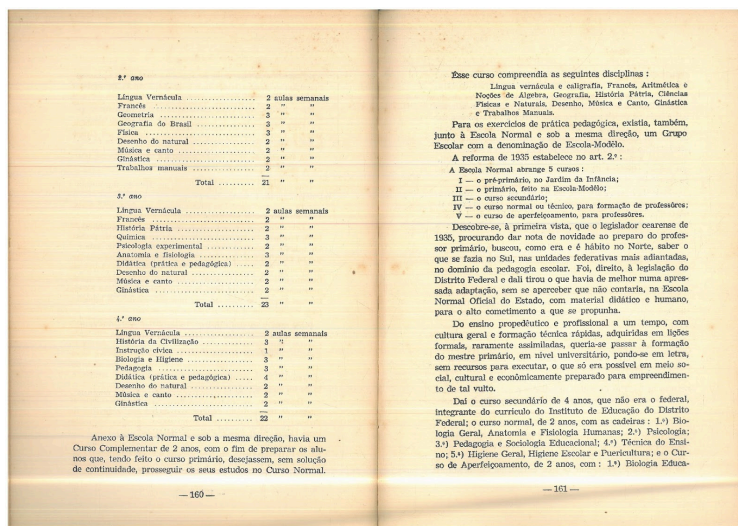 2.º ano
Língua Vernácula .................... 2 aulas semanais
Francês .................... 2 " "
Geometria .................... 3 " "
Geografia do Brasil .................... 3 " "
Física .................... 3 " "
Desenho do natural .................... 2 " "
Música e canto .................... 2 " "
Ginástica .................... 2 " "
Trabalhos manuais .................... 2 " "
Total .......... 21 " "
3.º ano
Língua Vernácula .................... 2 aulas semanais
Francês .................... 2 " "
História Pátria .................... 2 " "
Química .................... 3 " "
Psicologia experimental .................... 2 " "
Anatomia e fisiologia .................... 3 " "
Didática (prática e pedagógica) ..... 2 " "
Desenho do natural .................... 2 " "
Música e canto .................... 2 " "
Ginástica .................... 2 " "
Total .......... 23 " "
4.º ano
Língua Vernácula .................... 2 aulas semanais
História da Civilização .................... 3 " "
Instrução cívica .................... 1 " "
Biologia e Higiene .................... 3 " "
Pedagogia .................... 3 " "
Didática (prática e pedagógica) ..... 4 " "
Desenho do natural .................... 2 " "
Música e canto .................... 2 " "
Ginástica .................... 2 " "
Total .......... 22 " "
Anexo à Escola Normal e sob a mesma direção, havia um
Curso Complementar de 2 anos, com o fim de preparar os alu-
nos que, tendo feito o curso primário, desejassem, sem solução
de continuidade, prosseguir os seus estudos no Curso Normal.
— 160 —
Êsse curso compreendia as seguintes disciplinas :
Língua vernácula e caligrafia, Francês, Aritmética e
Noções de Álgebra, Geografia, História Pátria, Ciências
Físicas e Naturais, Desenho, Música e Canto, Ginástica
e Trabalhos Manuais.
Para os exercícios de prática pedagógica, existia, também,
junto à Escola Normal e sob a mesma direção, um Grupo
Escolar com a denominação de Escola-Modêlo.
A reforma de 1935 estabelece no art. 2.º :
A Escola Normal abrange 5 cursos :
I — o pré-primário, no Jardim da Infância;
II — o primário, feito na Escola-Modêlo;
III — o curso secundário;
IV — o curso normal ou técnico, para formação de professôres;
V — o curso de aperfeiçoamento, para professôres.
Descobre-se, à primeira vista, que o legislador cearense de
1935, procurando dar nota de novidade ao preparo do profes-
sor primário, buscou, como era e é hábito no Norte, saber o
que se fazia no Sul, nas unidades federativas mais adiantadas,
no domínio da pedagogia escolar. Foi, direito, à legislação do
Distrito Federal e dali tirou o que havia de melhor numa apres-
sada adaptação, sem se aperceber que não contaria, na Escola
Normal Oficial do Estado, com material didático e humano,
para o alto cometimento a que se propunha.
Do ensino propedêutico e profissional a um tempo, com
cultura geral e formação técnica rápidas, adquiridas em lições
formais, raramente assimiladas, queria-se passar à formação
do mestre primário, em nível universitário, pondo-se em letra,
sem recursos para executar, o que só era possível em meio so-
cial, cultural e econômicamente preparado para empreendimen-
to de tal vulto.
Daí o curso secundário de 4 anos, que não era o federal,
integrante do currículo do Instituto de Educação do Distrito
Federal; o curso normal, de 2 anos, com as cadeiras : 1.ª) Bio-
logia Geral, Anatomia e Fisiologia Humanas; 2.ª) Psicologia;
3.ª) Pedagogia e Sociologia Educacional; 4.ª) Técnica do Ensi-
no; 5.ª) Higiene Geral, Higiene Escolar e Puericultura; e o Cur-
so de Aperfeiçoamento, de 2 anos, com : 1.ª) Biologia Educa-
— 161 —